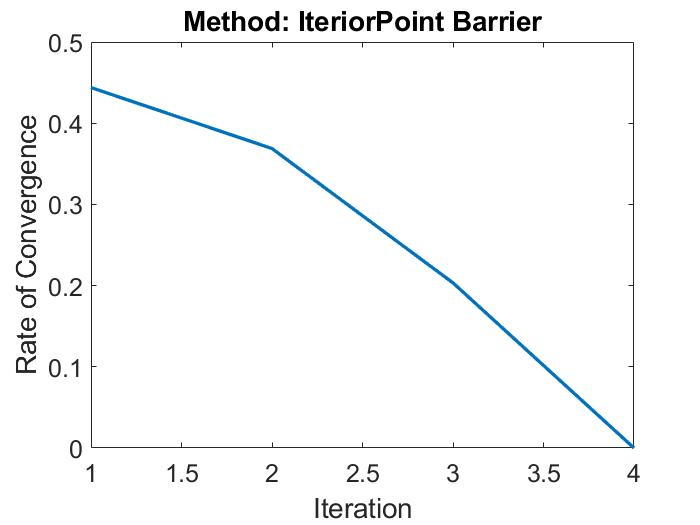 Method: IteriorPoint Barrier
Rate of Convergence
0.5
0.4
0.3
0.2
0.1
0
1 1.5 2 2.5 3 3.5 4
Iteration